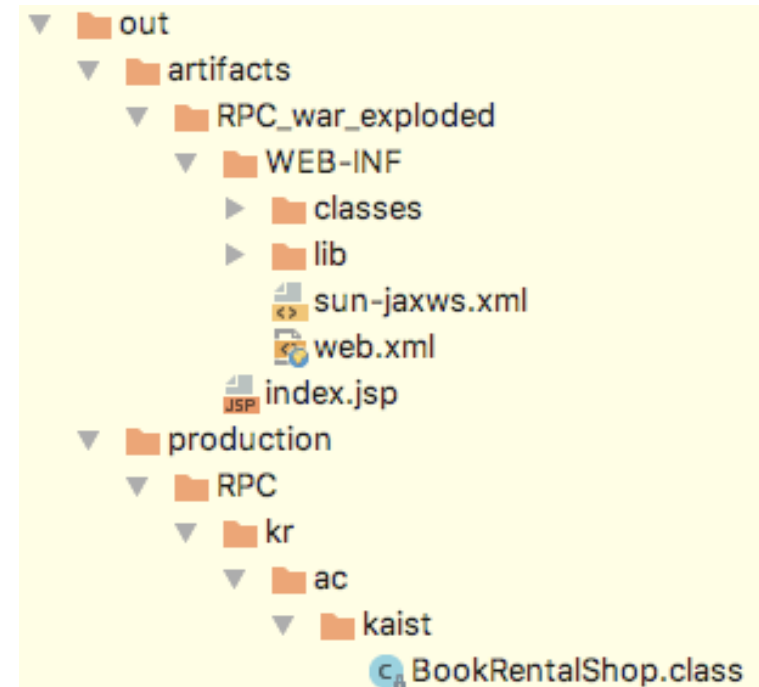 out
artifacts
RPC_war_exploded
WEB-INF
classes
lib
sun-jaxws.xml
web.xml
JSP index.jsp
production
RPC
kr
ac
kaist
C BookRentalShop.class